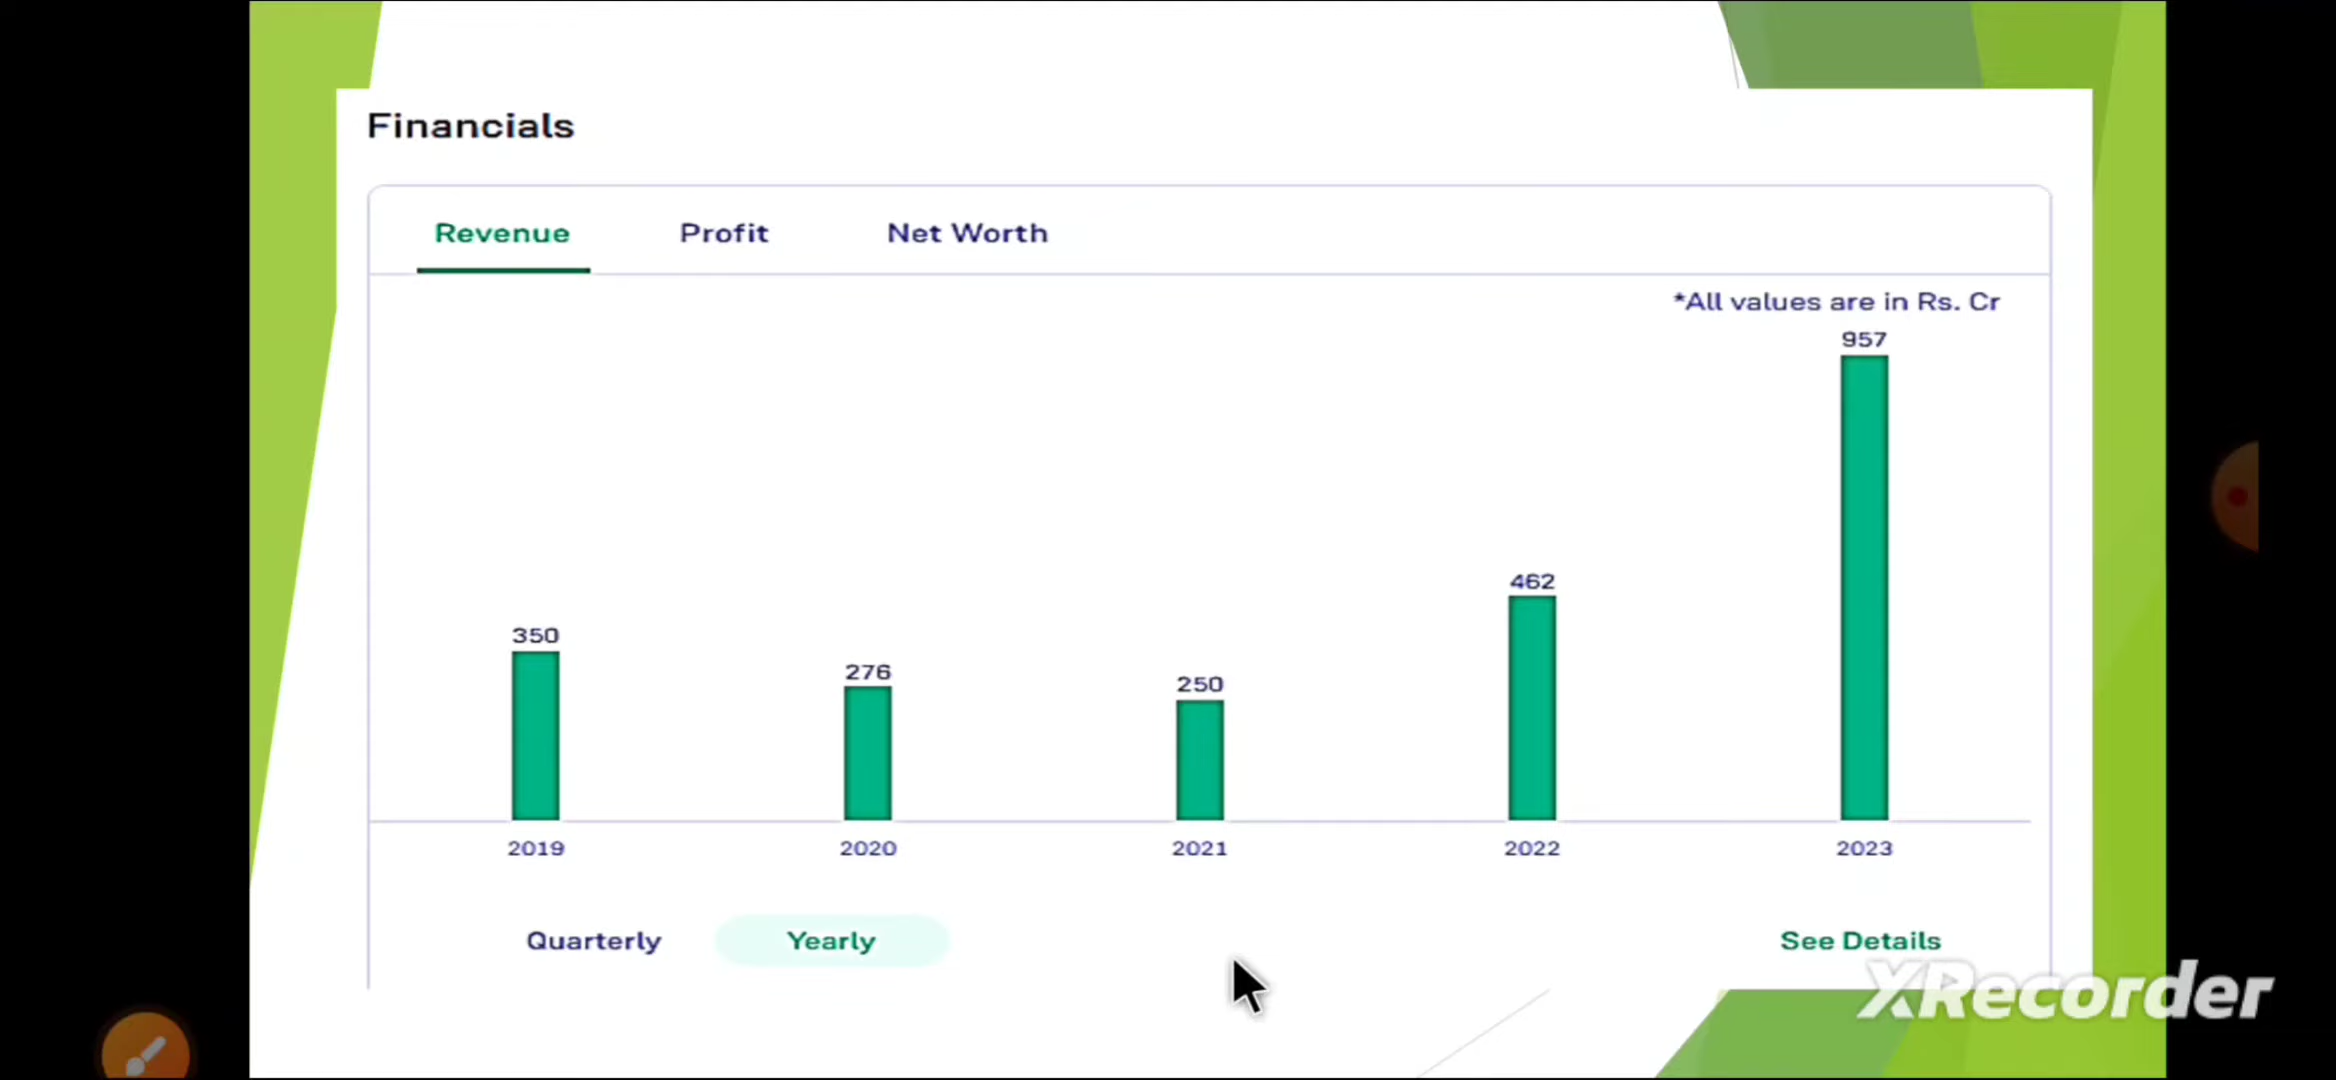 Financials
Revenue Profit Net Worth
*All values are in Rs. Cr
957
462
350
276
250
2019 2020 2021 2022 2023
Quarterly Yearly See Details
XRecorder